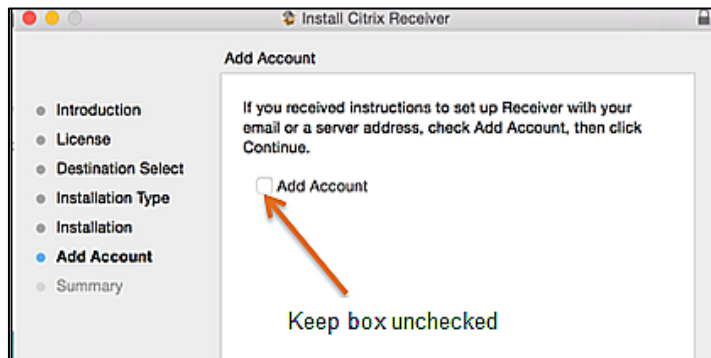 Install Citrix Receiver
Add Account
Introduction
License
Destination Select
Installation Type
Installation
Add Account
Summary
If you received instructions to set up Receiver with your
email or a server address, check Add Account, then click
Continue.
Add Account
Keep box unchecked